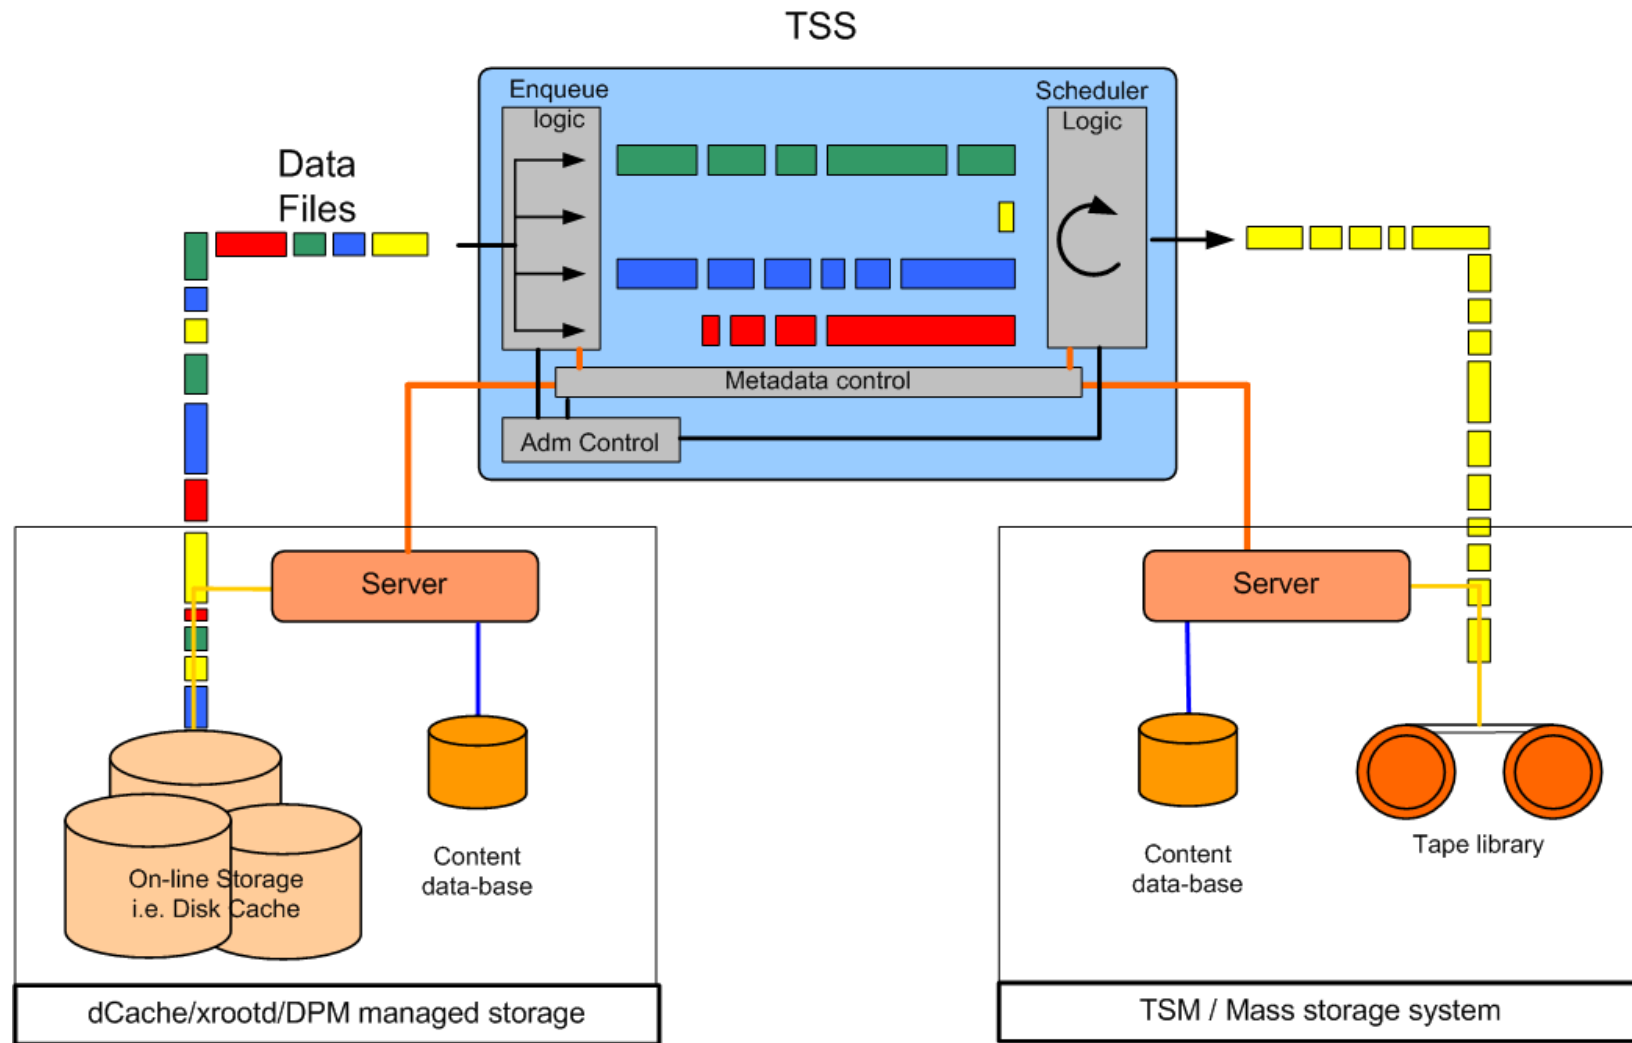 TSS
Enqueue
logic
Scheduler
Logic
Data
Files
Metadata control
Adm Control
Server
Server
On-line Storage
i.e. Disk Cache
Content
data-base
Content
data-base
Tape library
dCache/xrootd/DPM managed storage
TSM / Mass storage system